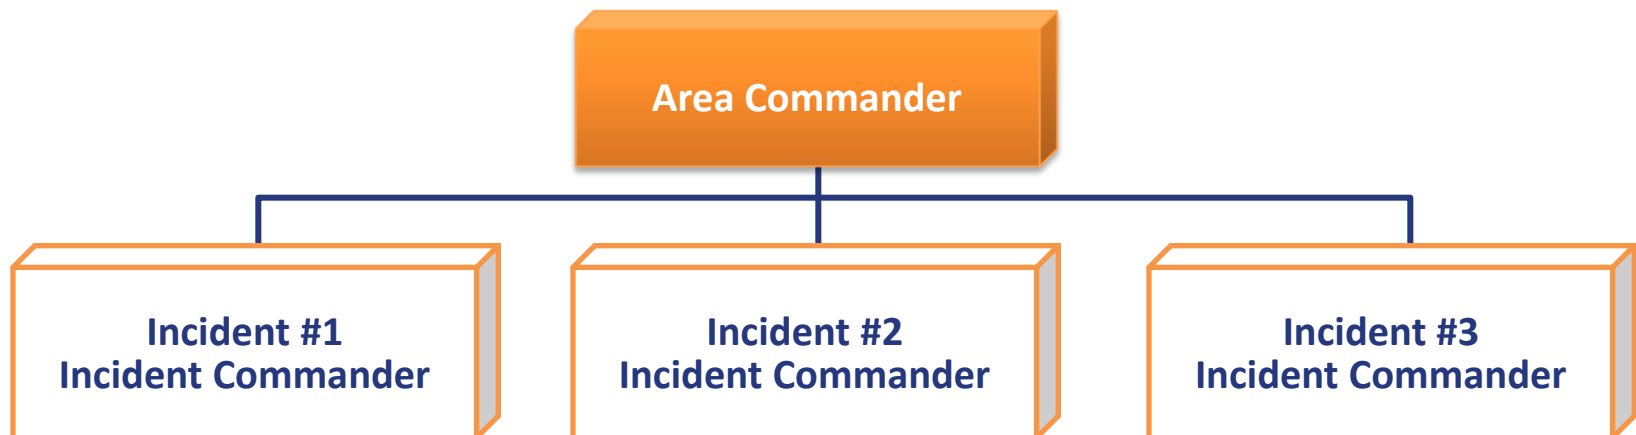 Area Commander
Incident #1
Incident Commander
Incident #2
Incident Commander
Incident #3
Incident Commander